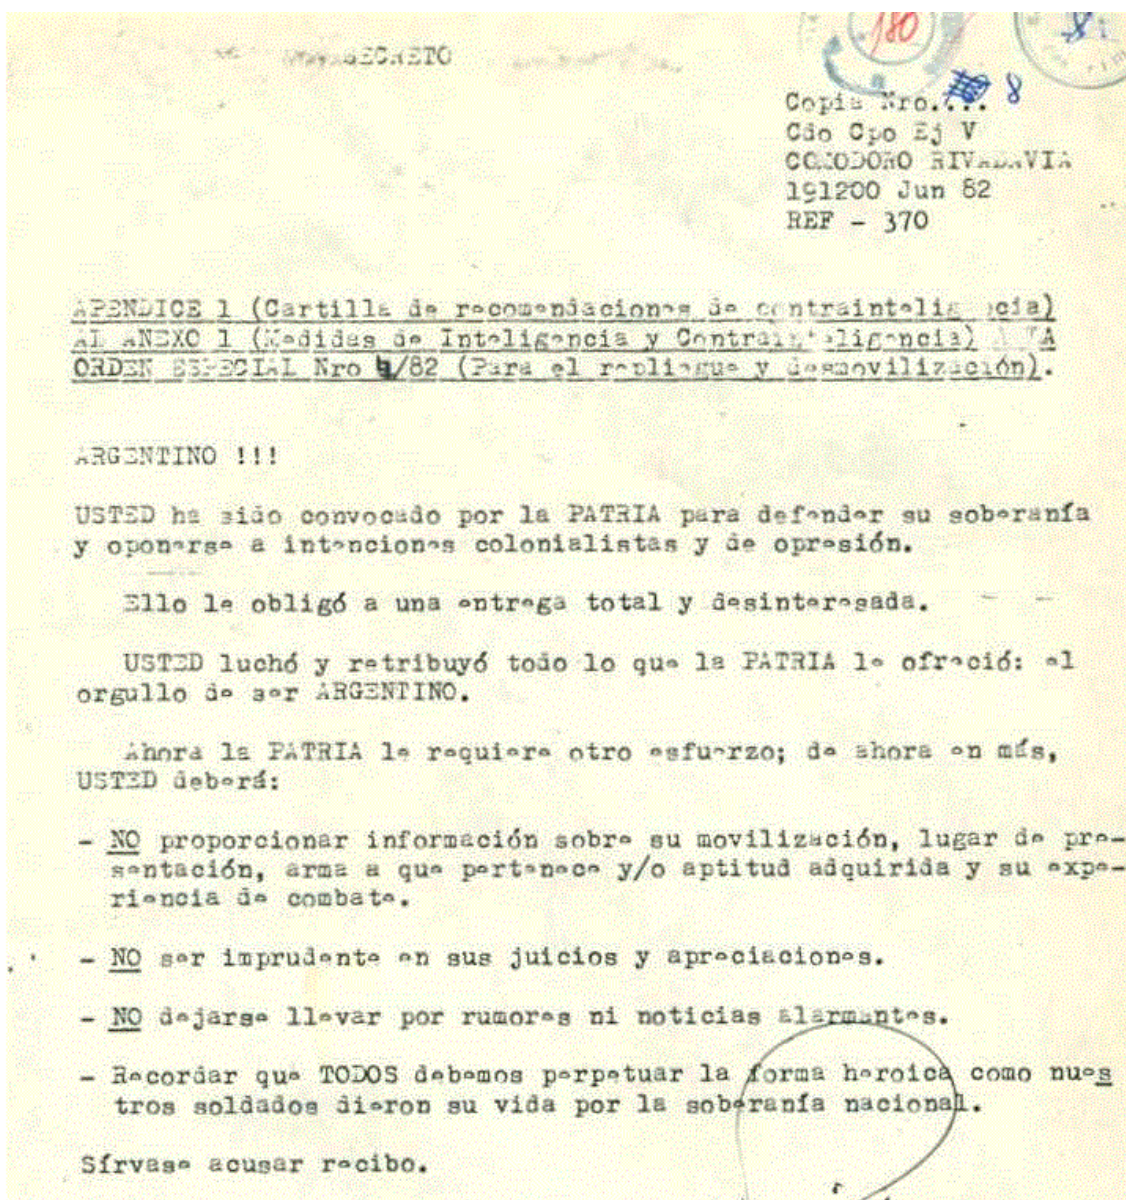 SECRETO
180
8
Copia Nro.... 8
Cdo Cpo Ej V
COMODORO RIVADAVIA
191200 Jun 82
REF - 370
APENDICE 1 (Cartilla de recomendaciones de contrainteligencia)
AL ANEXO 1 (Medidas de Inteligencia y Contrainteligencia) A LA
ORDEN ESPECIAL Nro 4/82 (Para el repliegue y desmovilización).
ARGENTINO !!!
USTED ha sido convocado por la PATRIA para defender su soberanía
y oponerse a intenciones colonialistas y de opresión.
Ello le obligó a una entrega total y desinteresada.
USTED luchó y retribuyó todo lo que la PATRIA le ofreció: el
orgullo de ser ARGENTINO.
Ahora la PATRIA le requiere otro esfuerzo; de ahora en más,
USTED deberá:
- NO proporcionar información sobre su movilización, lugar de pre-
sentación, arma a que pertenece y/o aptitud adquirida y su expe-
riencia de combate.
- NO ser imprudente en sus juicios y apreciaciones.
- NO dejarse llevar por rumores ni noticias alarmantes.
- Recordar que TODOS debemos perpetuar la forma heroica como nues
tros soldados dieron su vida por la soberanía nacional.
Sírvase acusar recibo.